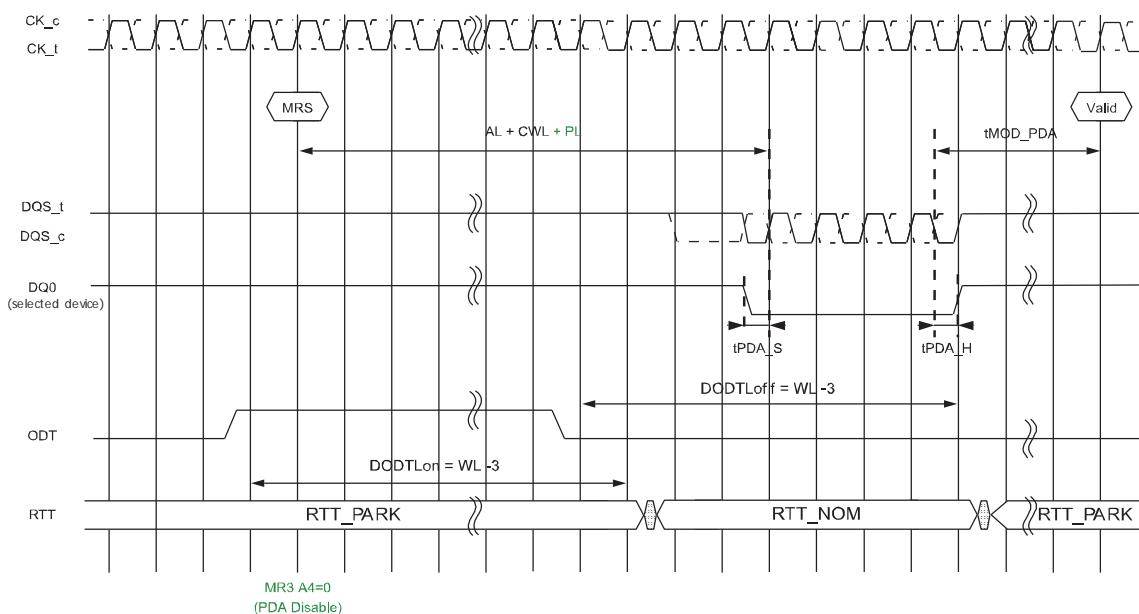 CK_c
CK_t
MRS
Valid
AL + CWL + PL
tMOD_PDA
DQS_t
DQS_c
DQ0
(selected device)
tPDA_S
tPDA_H
DODTLoff = WL -3
ODT
DODTLon = WL -3
RTT
RTT_PARK
RTT_NOM
RTT_PARK
MR3 A4=0
(PDA Disable)